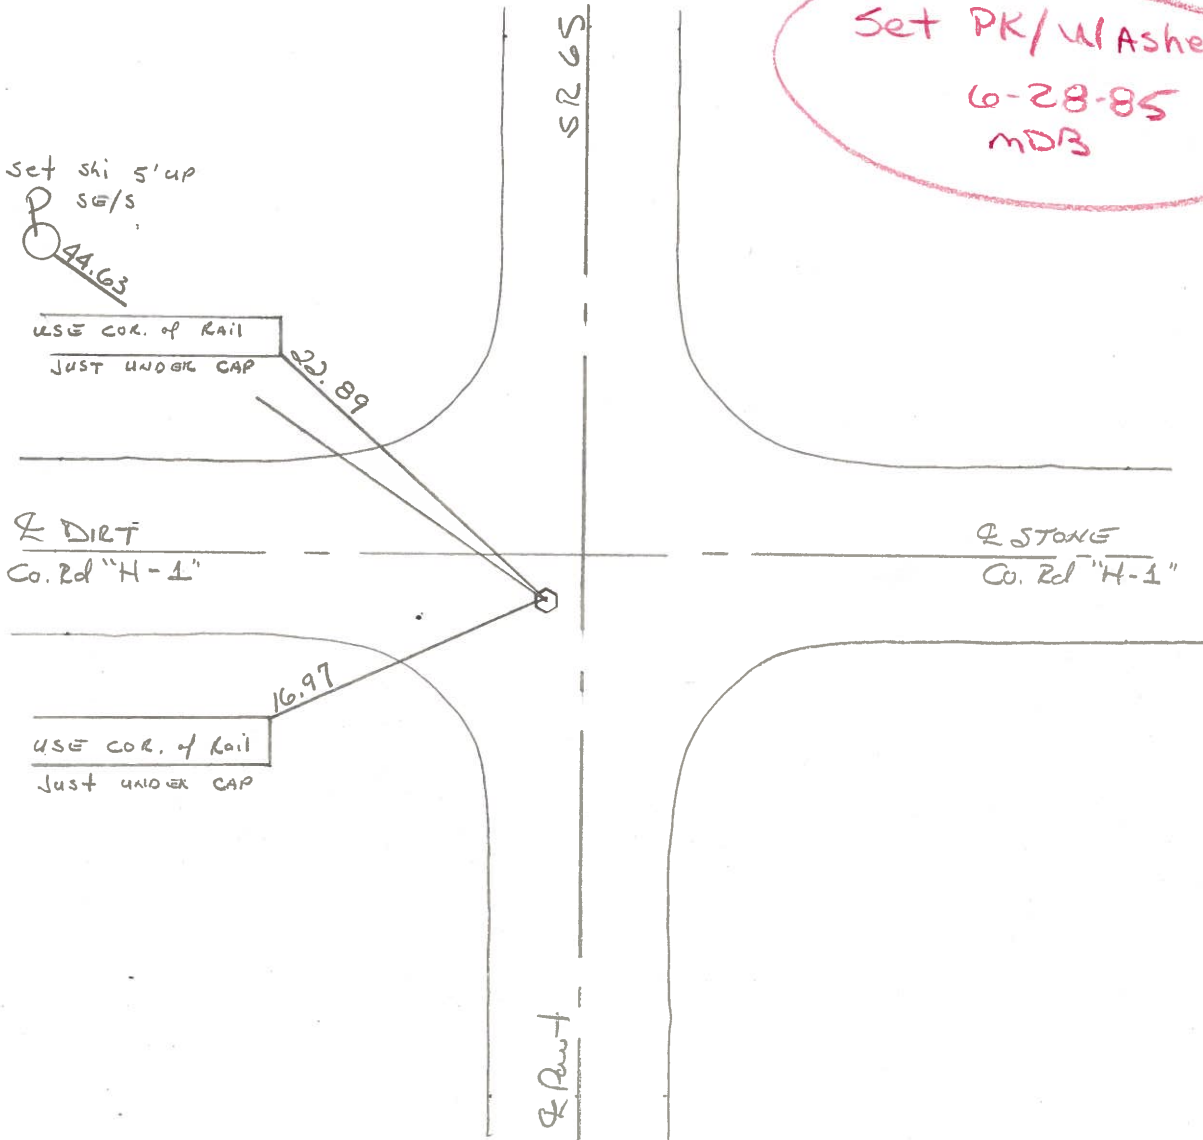 Set PK/W/Ashe
6-28-85
MDB
SR 65
Set shi 5' up
SE/S
P
44.63
USE COR. of RAil
JUST UNDER CAP
22.89
℄ DIRT
Co. Rd "H-1"
℄ STONE
Co. Rd "H-1"
16.97
USE COR. of Rail
Just UNDER CAP
℄ Pav't